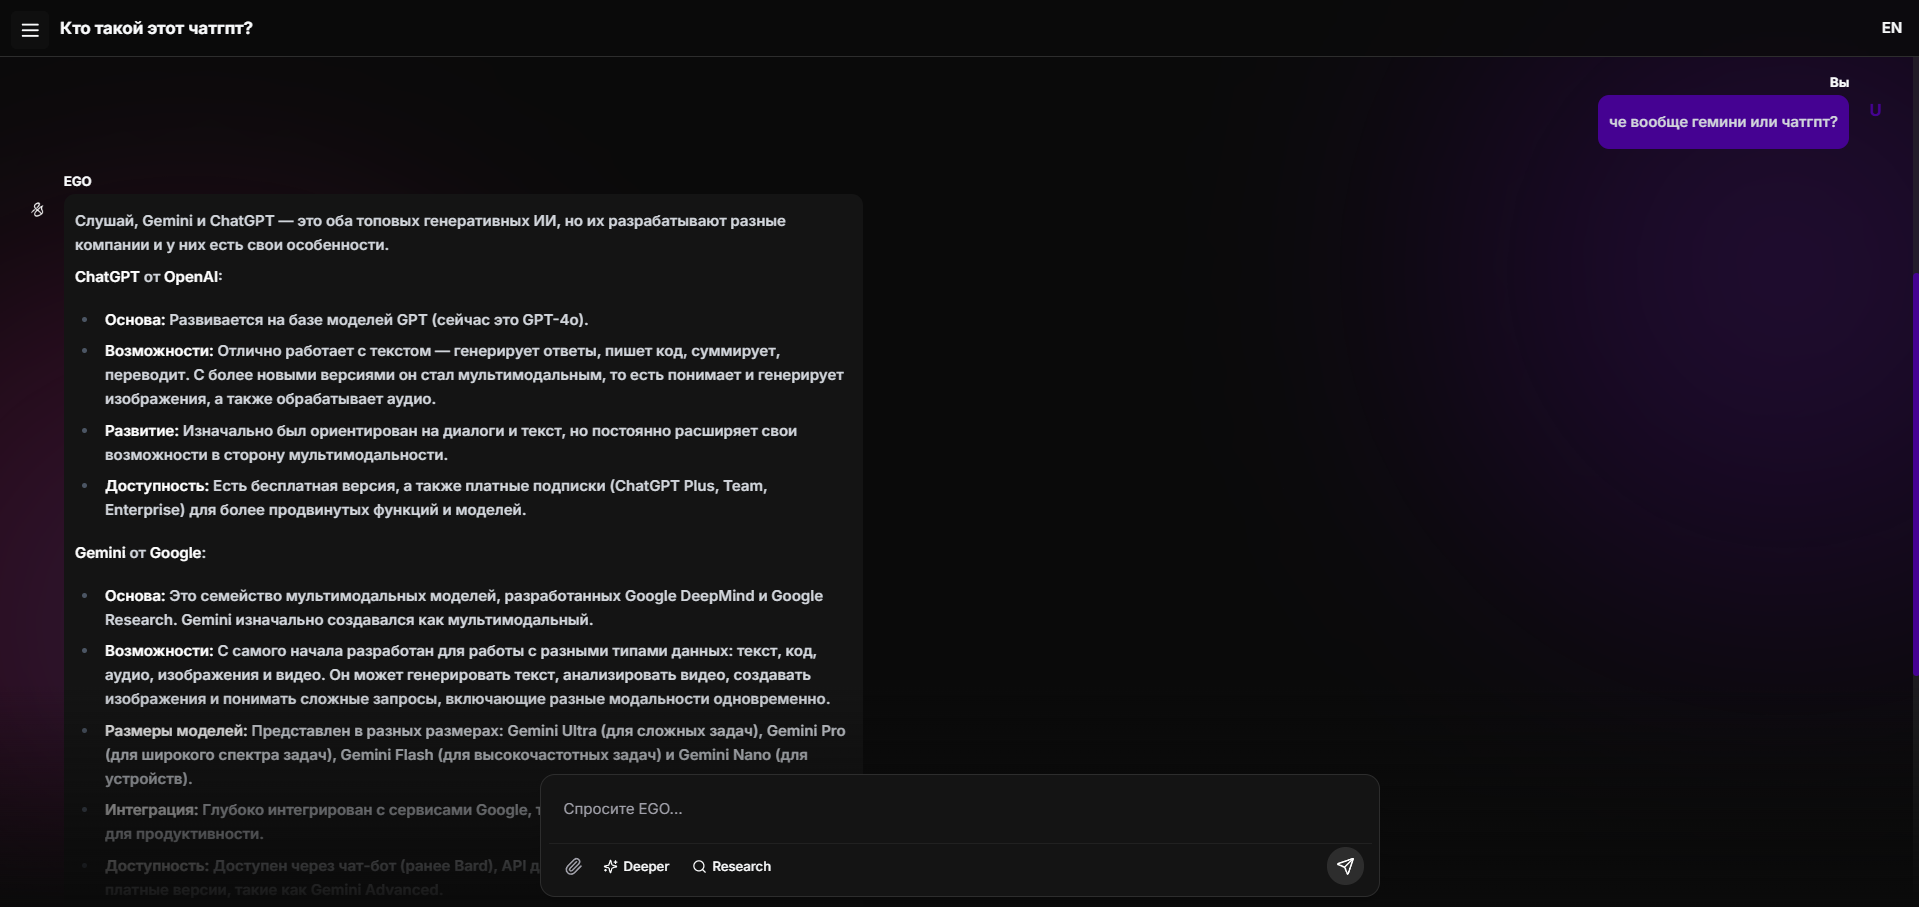 Кто такой этот чатгпт?
EN
Вы
U
че вообще гемини или чатгпт?
EGO
Слушай, Gemini и ChatGPT — это оба топовых генеративных ИИ, но их разрабатывают разные
компании и у них есть свои особенности.
ChatGPT от OpenAI:
Основа: Развивается на базе моделей GPT (сейчас это GPT-4o).
Возможности: Отлично работает с текстом — генерирует ответы, пишет код, суммирует,
переводит. С более новыми версиями он стал мультимодальным, то есть понимает и генерирует
изображения, а также обрабатывает аудио.
Развитие: Изначально был ориентирован на диалоги и текст, но постоянно расширяет свои
возможности в сторону мультимодальности.
Доступность: Есть бесплатная версия, а также платные подписки (ChatGPT Plus, Team,
Enterprise) для более продвинутых функций и моделей.
Gemini от Google:
Основа: Это семейство мультимодальных моделей, разработанных Google DeepMind и Google
Research. Gemini изначально создавался как мультимодальный.
Возможности: С самого начала разработан для работы с разными типами данных: текст, код,
аудио, изображения и видео. Он может генерировать текст, анализировать видео, создавать
изображения и понимать сложные запросы, включающие разные модальности одновременно.
Размеры моделей: Представлен в разных размерах: Gemini Ultra (для сложных задач), Gemini Pro
(для широкого спектра задач), Gemini Flash (для высокочастотных задач) и Gemini Nano (для
устройств).
Интеграция: Глубоко интегрирован с сервисами Google,
для продуктивности.
Доступность: Доступен через чат-бот (ранее Bard), API
платные версии, такие как Gemini Advanced.
Спросите EGO...
Deeper
Research